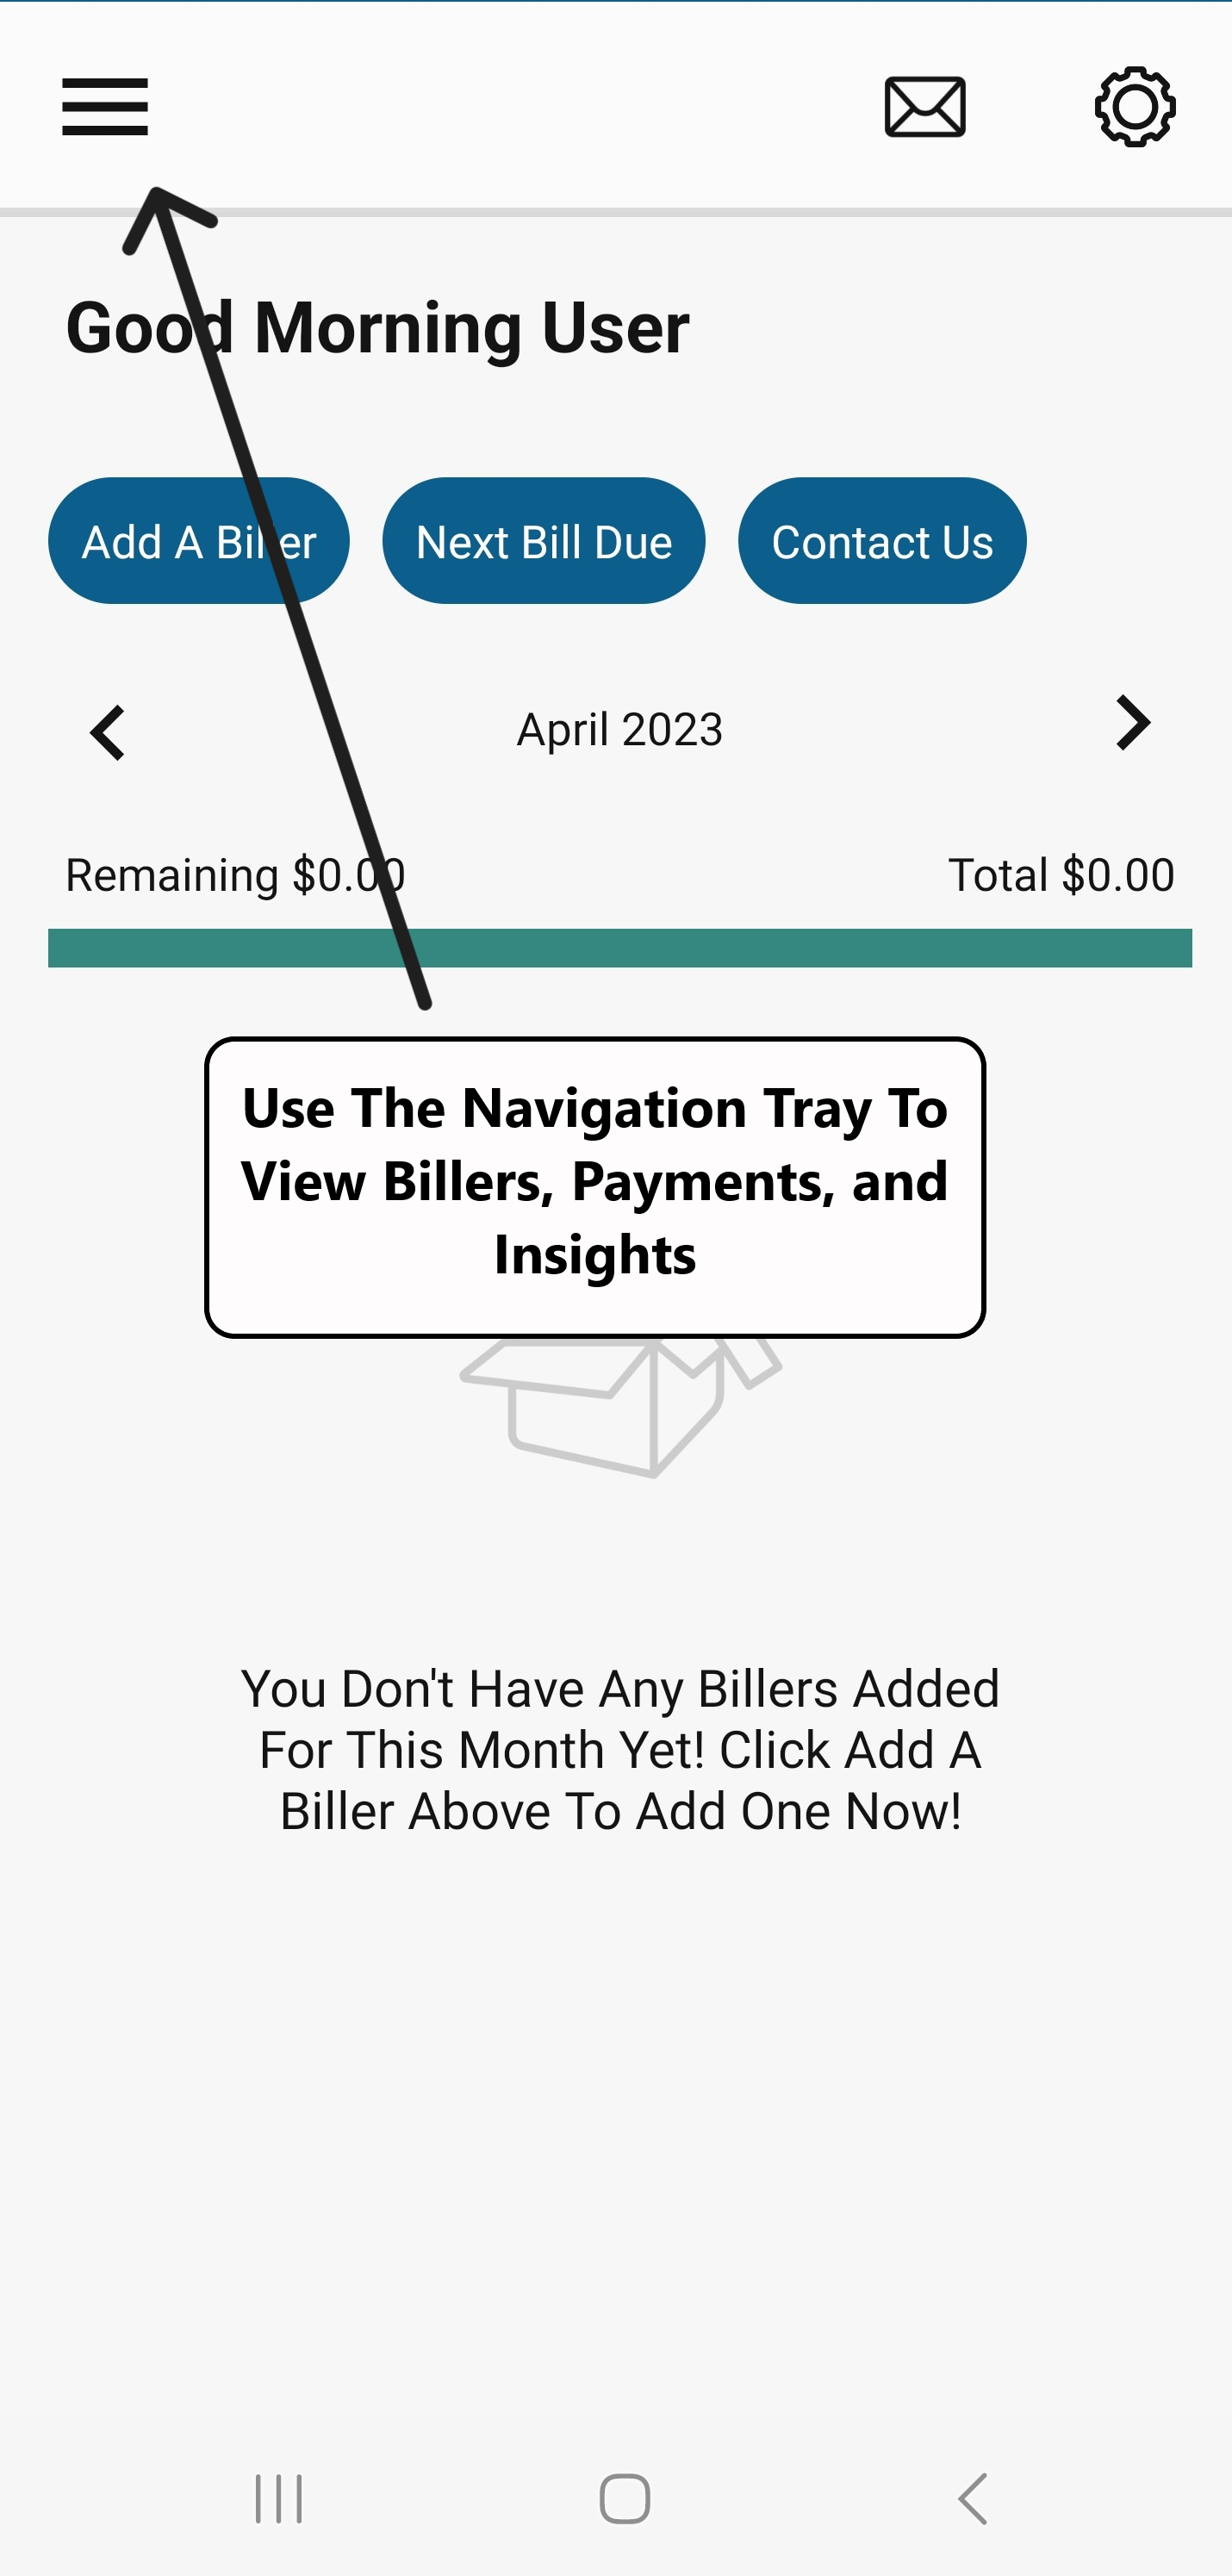 Good Morning User
Add A Biller
Next Bill Due
Contact Us
April 2023
Remaining $0.00
Total $0.00
Use The Navigation Tray To
View Billers, Payments, and
Insights
You Don't Have Any Billers Added
For This Month Yet! Click Add A
Biller Above To Add One Now!